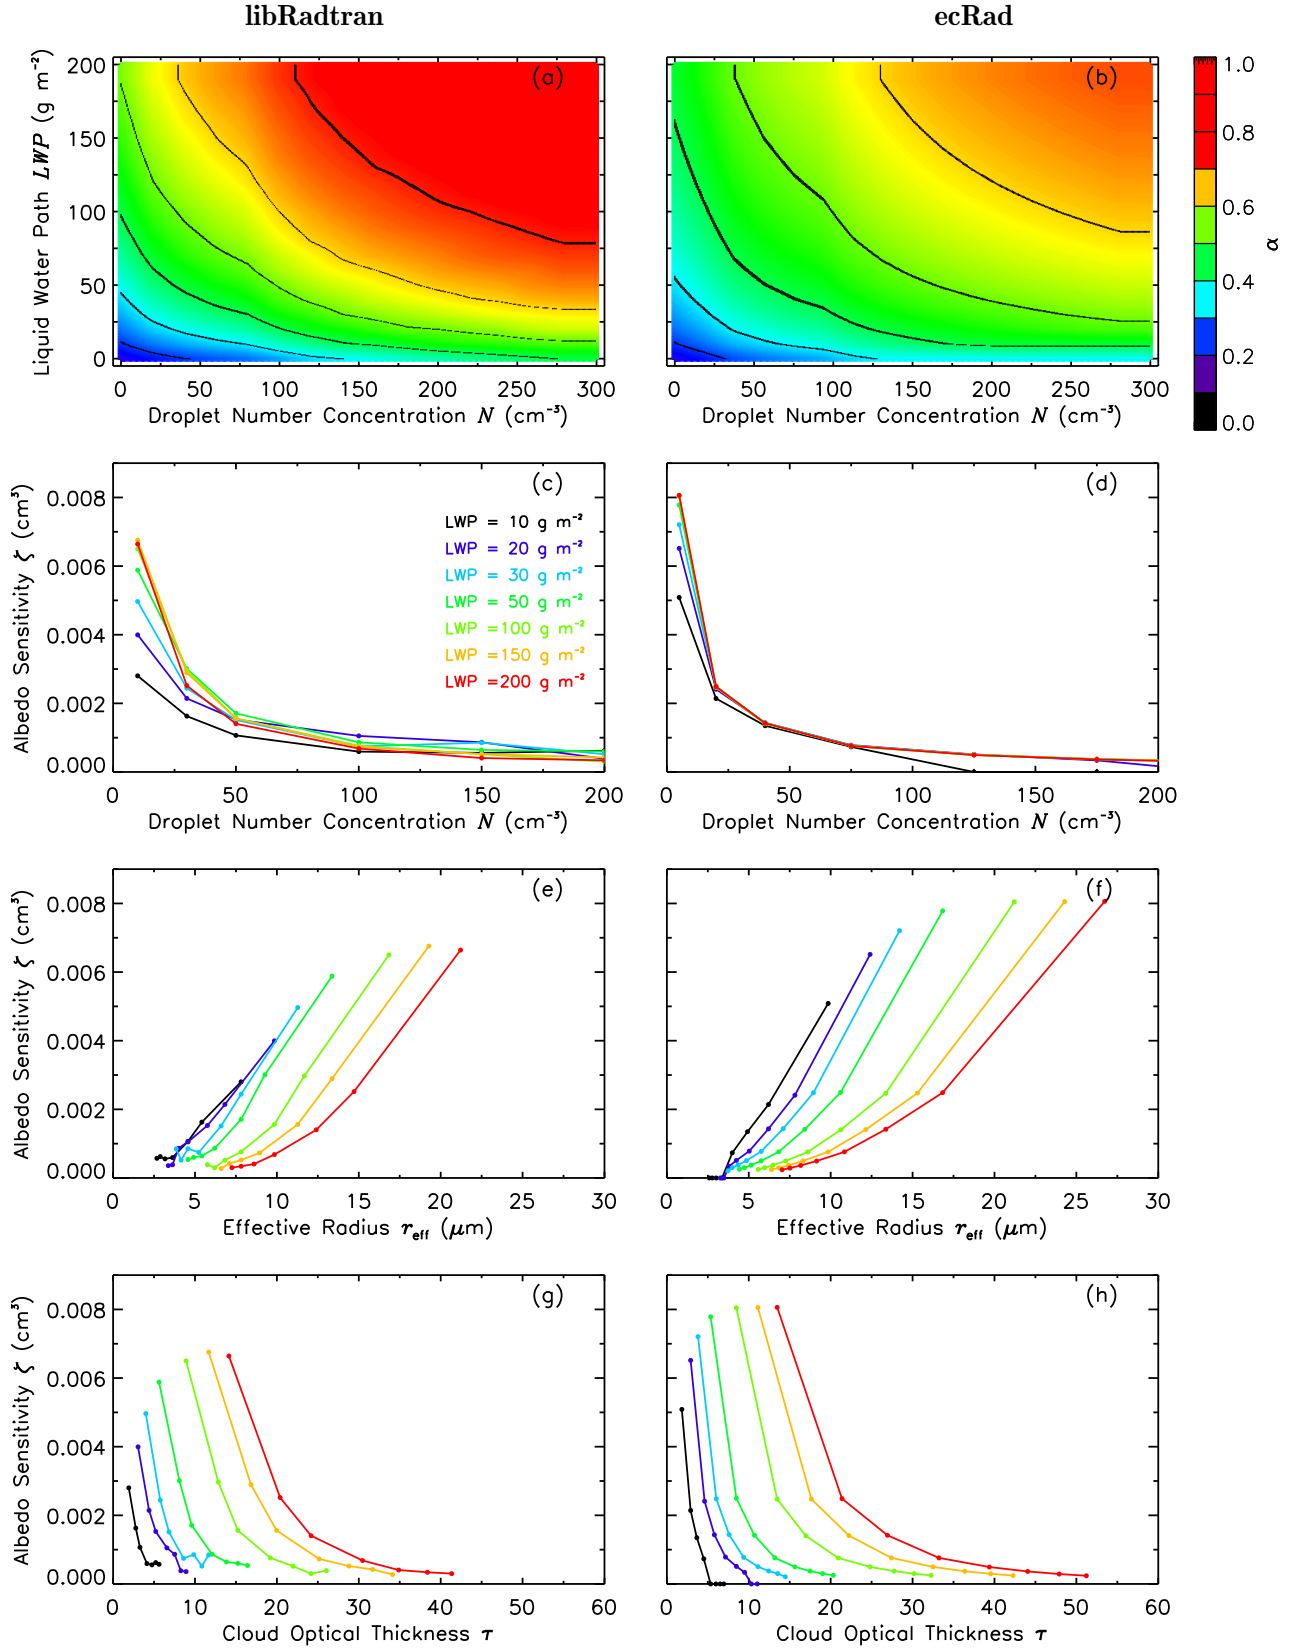 libRadtran ecRad
(a) (b)
Liquid Water Path LWP (g m⁻²)
200
150
100
50
0
0 50 100 150 200 250 300
Droplet Number Concentration N (cm⁻³)
0 50 100 150 200 250 300
Droplet Number Concentration N (cm⁻³)
1.0
0.8
0.6
0.4
0.2
0.0
α
(c) (d)
Albedo Sensitivity ζ (cm³)
0.008
0.006
0.004
0.002
0.000
LWP = 10 g m⁻²
LWP = 20 g m⁻²
LWP = 30 g m⁻²
LWP = 50 g m⁻²
LWP =100 g m⁻²
LWP =150 g m⁻²
LWP =200 g m⁻²
0 50 100 150 200
Droplet Number Concentration N (cm⁻³)
0 50 100 150 200
Droplet Number Concentration N (cm⁻³)
(e) (f)
Albedo Sensitivity ζ (cm³)
0.008
0.006
0.004
0.002
0.000
0 5 10 15 20 25 30
Effective Radius r_eff (μm)
0 5 10 15 20 25 30
Effective Radius r_eff (μm)
(g) (h)
Albedo Sensitivity ζ (cm³)
0.008
0.006
0.004
0.002
0.000
0 10 20 30 40 50 60
Cloud Optical Thickness τ
0 10 20 30 40 50 60
Cloud Optical Thickness τ